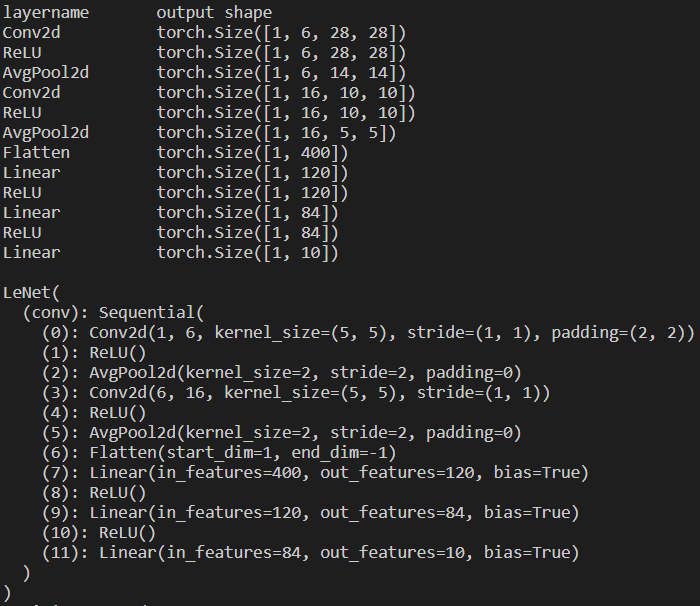 layername       output shape
Conv2d          torch.Size([1, 6, 28, 28])
ReLU            torch.Size([1, 6, 28, 28])
AvgPool2d       torch.Size([1, 6, 14, 14])
Conv2d          torch.Size([1, 16, 10, 10])
ReLU            torch.Size([1, 16, 10, 10])
AvgPool2d       torch.Size([1, 16, 5, 5])
Flatten         torch.Size([1, 400])
Linear          torch.Size([1, 120])
ReLU            torch.Size([1, 120])
Linear          torch.Size([1, 84])
ReLU            torch.Size([1, 84])
Linear          torch.Size([1, 10])

LeNet(
  (conv): Sequential(
    (0): Conv2d(1, 6, kernel_size=(5, 5), stride=(1, 1), padding=(2, 2))
    (1): ReLU()
    (2): AvgPool2d(kernel_size=2, stride=2, padding=0)
    (3): Conv2d(6, 16, kernel_size=(5, 5), stride=(1, 1))
    (4): ReLU()
    (5): AvgPool2d(kernel_size=2, stride=2, padding=0)
    (6): Flatten(start_dim=1, end_dim=-1)
    (7): Linear(in_features=400, out_features=120, bias=True)
    (8): ReLU()
    (9): Linear(in_features=120, out_features=84, bias=True)
    (10): ReLU()
    (11): Linear(in_features=84, out_features=10, bias=True)
  )
)